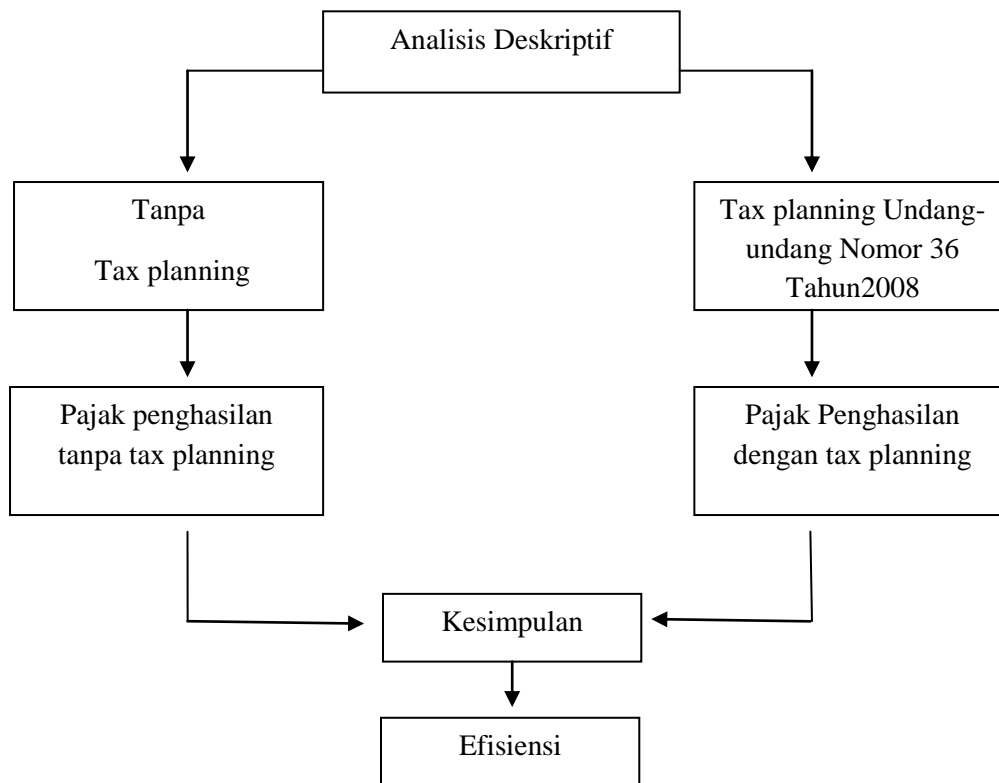 Analisis Deskriptif
Tanpa
Tax planning
Tax planning Undang-
undang Nomor 36
Tahun2008
Pajak penghasilan
tanpa tax planning
Pajak Penghasilan
dengan tax planning
Kesimpulan
Efisiensi